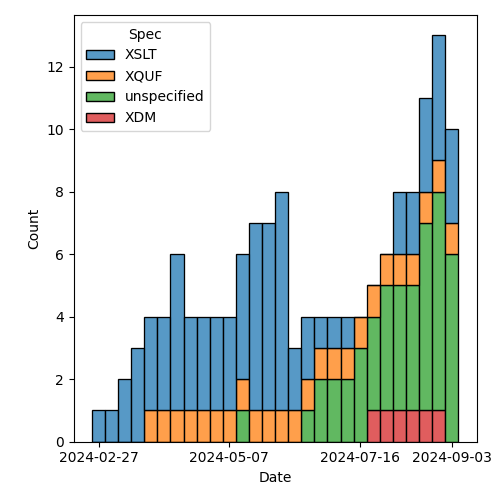 Spec
XSLT
XQUF
unspecified
XDM
12
10
8
6
4
2
0
Count
2024-02-27 2024-05-07 2024-07-16 2024-09-03
Date